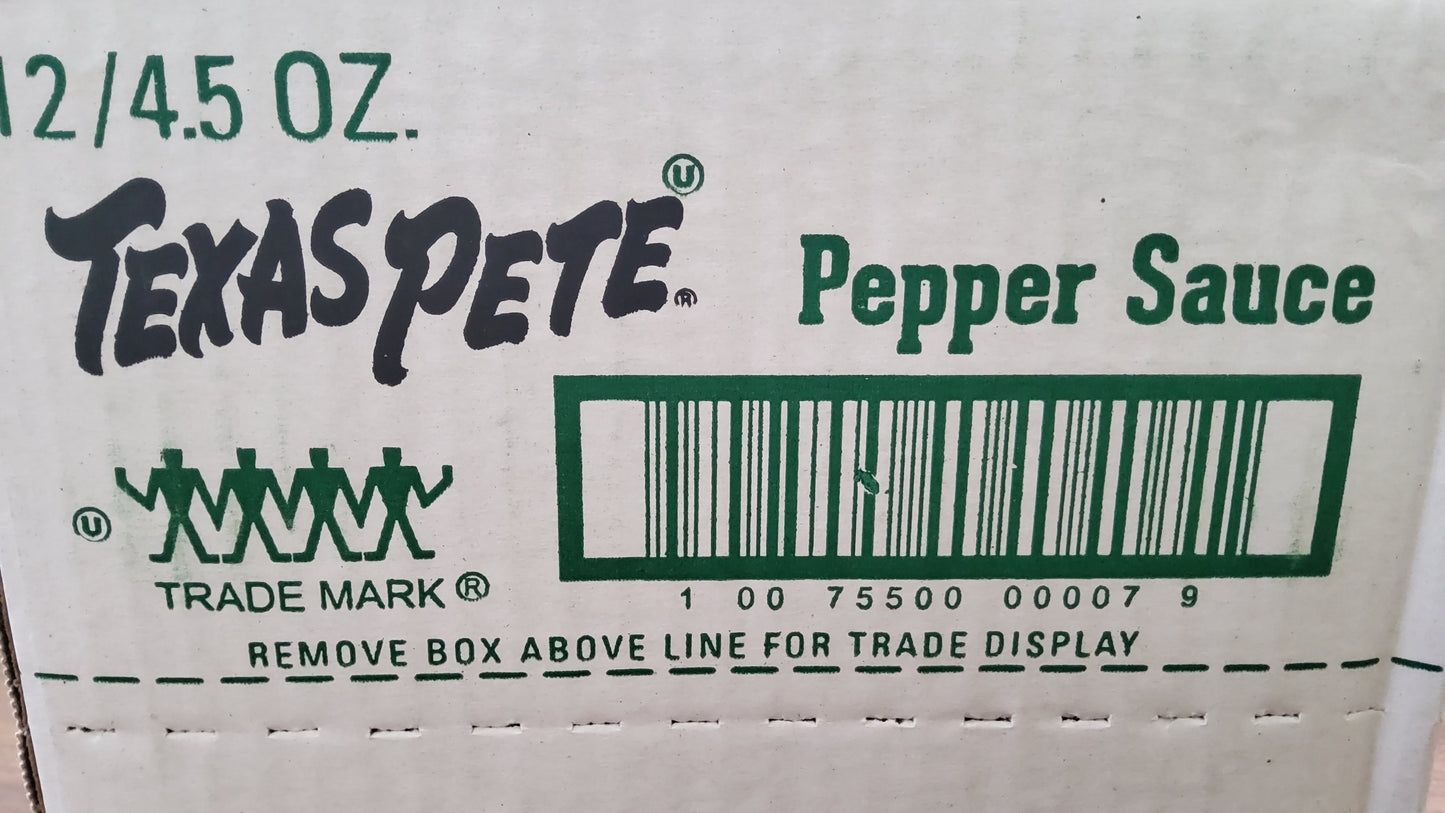 12/4.5 OZ.
U
TEXAS PETE®
Pepper Sauce
U
TRADE MARK®
1 00 75500 00007 9
REMOVE BOX ABOVE LINE FOR TRADE DISPLAY